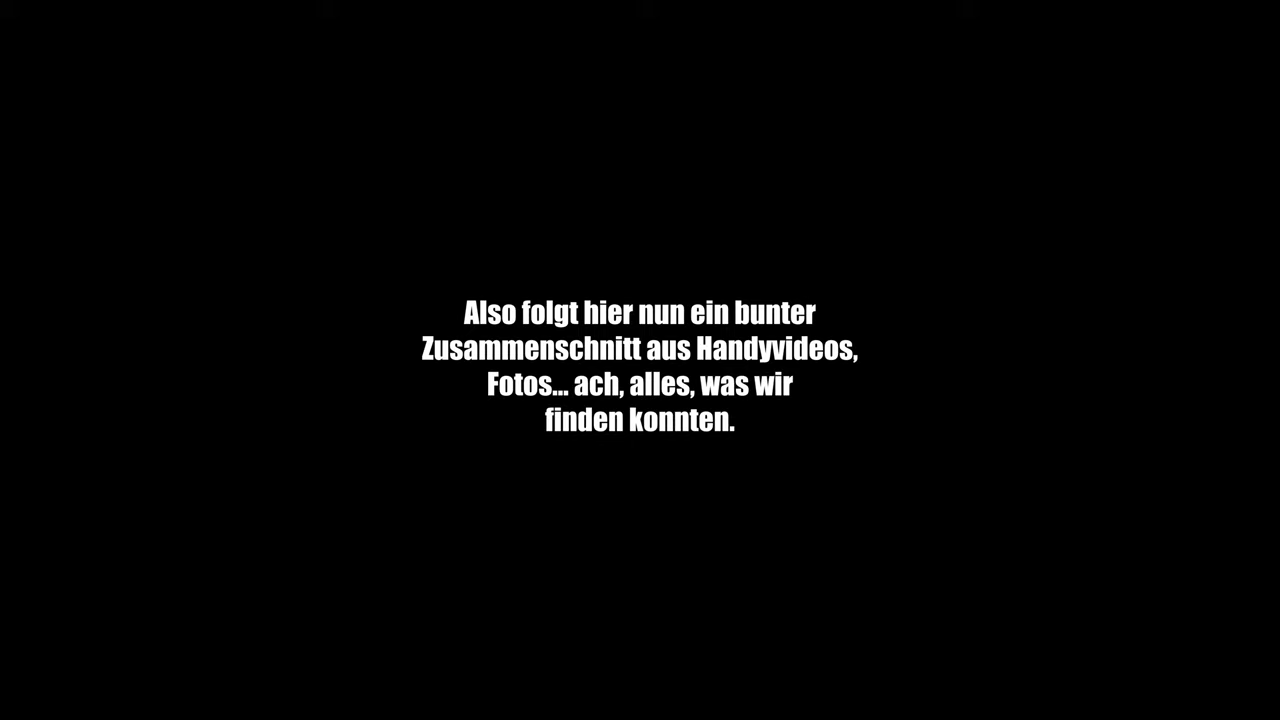 Also folgt hier nun ein bunter
Zusammenschnitt aus Handyvideos,
Fotos... ach, alles, was wir
finden konnten.